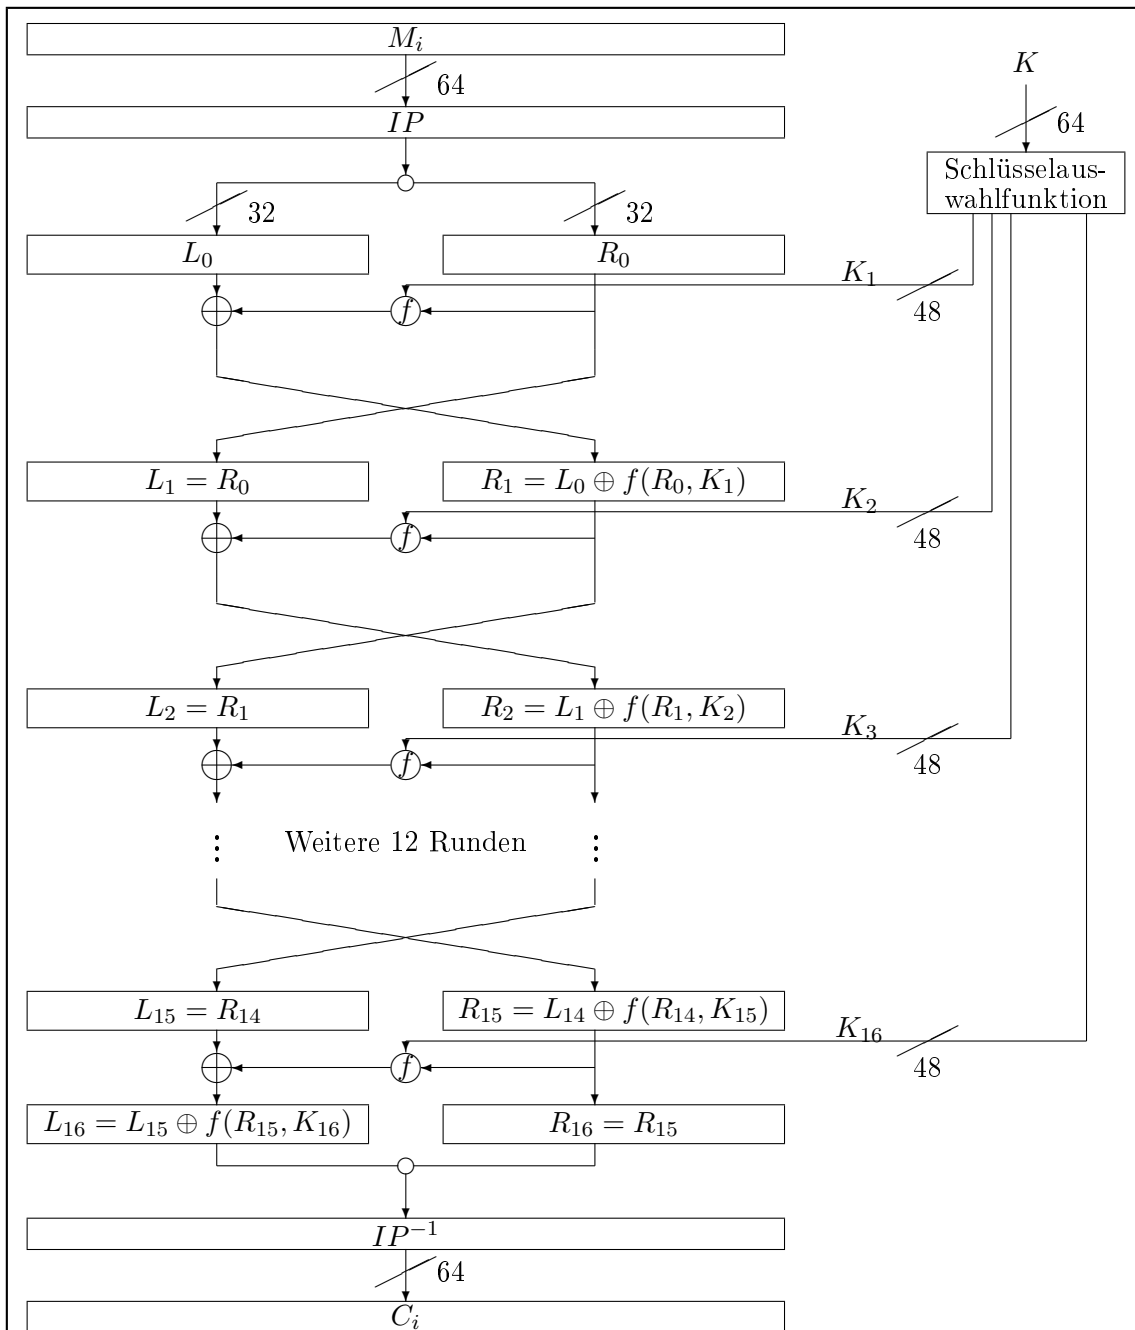 M_i
64
K
IP
64
Schlüsselaus-
wahlfunktion
32 32
L_0 R_0
K_1
f
48
L_1 = R_0 R_1 = L_0 ⊕ f(R_0, K_1)
K_2
f
48
L_2 = R_1 R_2 = L_1 ⊕ f(R_1, K_2)
K_3
f
48
⋮ Weitere 12 Runden ⋮
L_15 = R_14 R_15 = L_14 ⊕ f(R_14, K_15)
K_16
f
48
L_16 = L_15 ⊕ f(R_15, K_16) R_16 = R_15
IP^−1
64
C_i